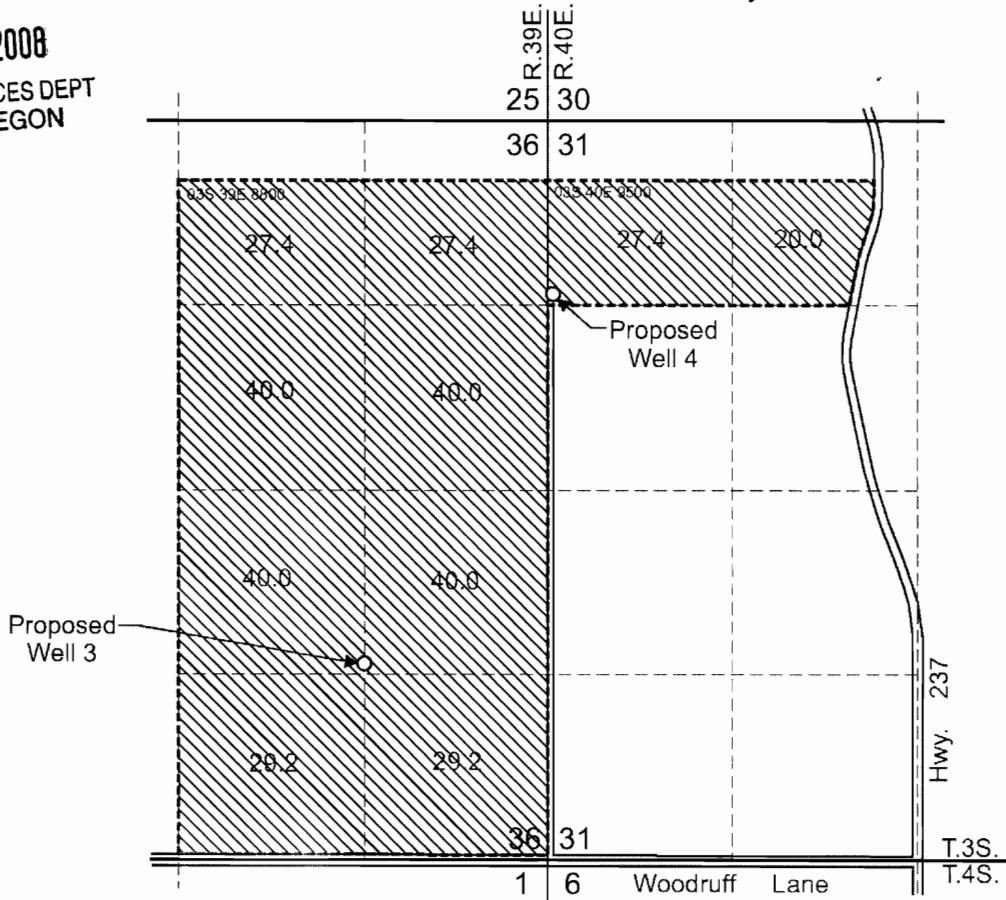 2008
CES DEPT
EGON
R.39E.
R.40E.
25 30
36 31
03S 39E 8800
03S 40E 9500
27.4 27.4 27.4 20.0
Proposed
Well 4
40.0 40.0
40.0 40.0
Proposed
Well 3
Hwy. 237
29.2 29.2
36 31
T.3S.
T.4S.
1 6 Woodruff Lane